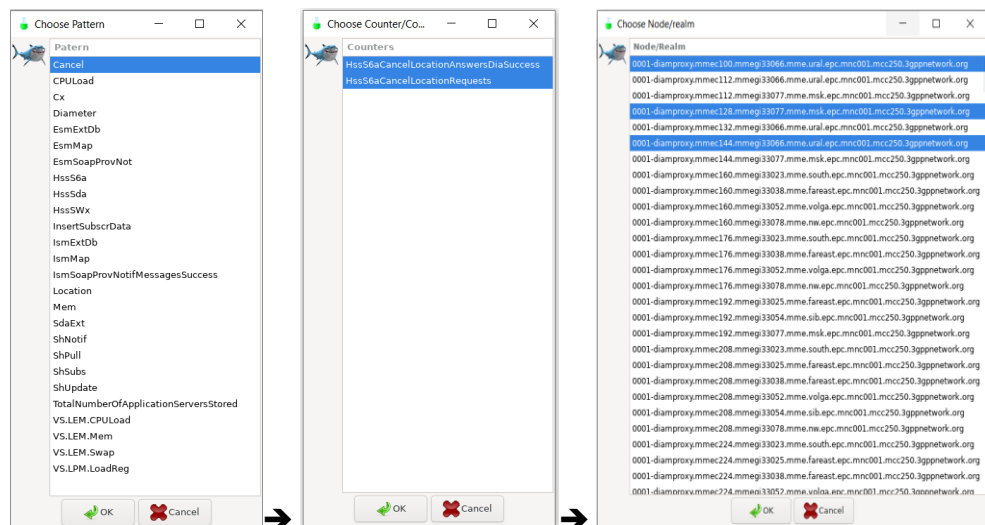 Choose Pattern
Patern
Cancel
CPULoad
Cx
Diameter
EsmExtDb
EsmMap
EsmSoapProvNot
HssS6a
HssSda
HssSWx
InsertSubscrData
IsmExtDb
IsmMap
IsmSoapProvNotifMessagesSuccess
Location
Mem
SdaExt
ShNotif
ShPull
ShSubs
ShUpdate
TotalNumberOfApplicationServersStored
VS.LEM.CPULoad
VS.LEM.Mem
VS.LEM.Swap
VS.LPM.LoadReg
OK
Cancel
Choose Counter/Co...
Counters
HssS6aCancelLocationAnswersDiaSuccess
HssS6aCancelLocationRequests
OK
Cancel
Choose Node/realm
Node/Realm
0001-diamproxy.mmec100.mmegi33066.mme.ural.epc.mnc001.mcc250.3gppnetwork.org
0001-diamproxy.mmec112.mmegi33066.mme.ural.epc.mnc001.mcc250.3gppnetwork.org
0001-diamproxy.mmec112.mmegi33077.mme.msk.epc.mnc001.mcc250.3gppnetwork.org
0001-diamproxy.mmec128.mmegi33077.mme.msk.epc.mnc001.mcc250.3gppnetwork.org
0001-diamproxy.mmec132.mmegi33066.mme.ural.epc.mnc001.mcc250.3gppnetwork.org
0001-diamproxy.mmec144.mmegi33066.mme.ural.epc.mnc001.mcc250.3gppnetwork.org
0001-diamproxy.mmec144.mmegi33077.mme.msk.epc.mnc001.mcc250.3gppnetwork.org
0001-diamproxy.mmec160.mmegi33023.mme.south.epc.mnc001.mcc250.3gppnetwork.org
0001-diamproxy.mmec160.mmegi33038.mme.fareast.epc.mnc001.mcc250.3gppnetwork.org
0001-diamproxy.mmec160.mmegi33052.mme.volga.epc.mnc001.mcc250.3gppnetwork.org
0001-diamproxy.mmec160.mmegi33078.mme.nw.epc.mnc001.mcc250.3gppnetwork.org
0001-diamproxy.mmec176.mmegi33023.mme.south.epc.mnc001.mcc250.3gppnetwork.org
0001-diamproxy.mmec176.mmegi33038.mme.fareast.epc.mnc001.mcc250.3gppnetwork.org
0001-diamproxy.mmec176.mmegi33052.mme.volga.epc.mnc001.mcc250.3gppnetwork.org
0001-diamproxy.mmec176.mmegi33078.mme.nw.epc.mnc001.mcc250.3gppnetwork.org
0001-diamproxy.mmec192.mmegi33025.mme.fareast.epc.mnc001.mcc250.3gppnetwork.org
0001-diamproxy.mmec192.mmegi33054.mme.sib.epc.mnc001.mcc250.3gppnetwork.org
0001-diamproxy.mmec192.mmegi33077.mme.msk.epc.mnc001.mcc250.3gppnetwork.org
0001-diamproxy.mmec208.mmegi33023.mme.south.epc.mnc001.mcc250.3gppnetwork.org
0001-diamproxy.mmec208.mmegi33025.mme.fareast.epc.mnc001.mcc250.3gppnetwork.org
0001-diamproxy.mmec208.mmegi33038.mme.fareast.epc.mnc001.mcc250.3gppnetwork.org
0001-diamproxy.mmec208.mmegi33052.mme.volga.epc.mnc001.mcc250.3gppnetwork.org
0001-diamproxy.mmec208.mmegi33054.mme.sib.epc.mnc001.mcc250.3gppnetwork.org
0001-diamproxy.mmec208.mmegi33078.mme.nw.epc.mnc001.mcc250.3gppnetwork.org
0001-diamproxy.mmec224.mmegi33023.mme.south.epc.mnc001.mcc250.3gppnetwork.org
0001-diamproxy.mmec224.mmegi33025.mme.fareast.epc.mnc001.mcc250.3gppnetwork.org
0001-diamproxy.mmec224.mmegi33038.mme.fareast.epc.mnc001.mcc250.3gppnetwork.org
0001-diamproxy.mmec224.mmegi33052.mme.volga.epc.mnc001.mcc250.3gppnetwork.org
OK
Cancel